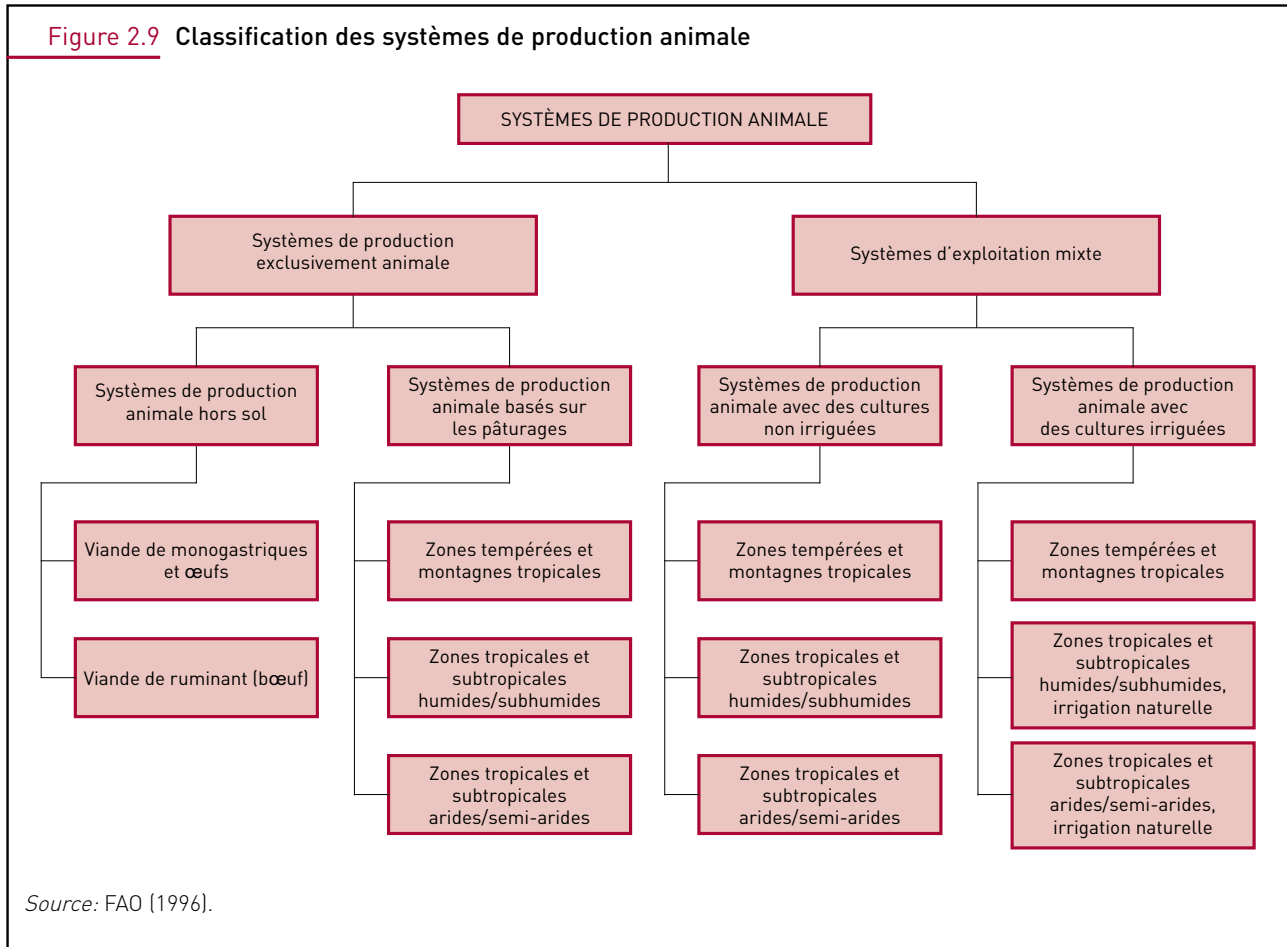 Figure 2.9 Classification des systèmes de production animale
SYSTÈMES DE PRODUCTION ANIMALE
Systèmes de production
exclusivement animale
Systèmes d'exploitation mixte
Systèmes de production
animale hors sol
Systèmes de production
animale basés sur
les pâturages
Systèmes de production
animale avec des cultures
non irriguées
Systèmes de production
animale avec
des cultures irriguées
Viande de monogastriques
et œufs
Zones tempérées et
montagnes tropicales
Zones tempérées et
montagnes tropicales
Zones tempérées et
montagnes tropicales
Viande de ruminant (bœuf)
Zones tropicales et
subtropicales
humides/subhumides
Zones tropicales et
subtropicales
humides/subhumides
Zones tropicales et
subtropicales
humides/subhumides,
irrigation naturelle
Zones tropicales et
subtropicales
arides/semi-arides
Zones tropicales et
subtropicales
arides/semi-arides
Zones tropicales et
subtropicales
arides/semi-arides,
irrigation naturelle
Source: FAO (1996).